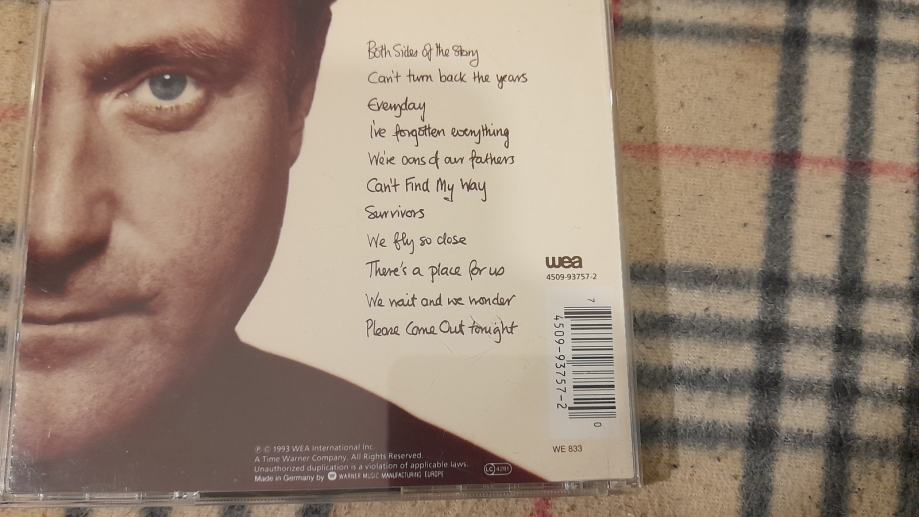 Both Sides of the Story
Can't turn back the years
Everyday
I've forgotten everything
We're sons of our fathers
Can't Find My Way
Survivors
We fly so close
There's a place for us
We wait and we wonder
Please Come Out tonight
wea
4509-93757-2
7
4509-93757-2
0
WE 833
℗ © 1993 WEA International Inc.
A Time Warner Company. All Rights Reserved.
Unauthorized duplication is a violation of applicable laws.
Made in Germany by WARNER MUSIC MANUFACTURING EUROPE
LC 4281